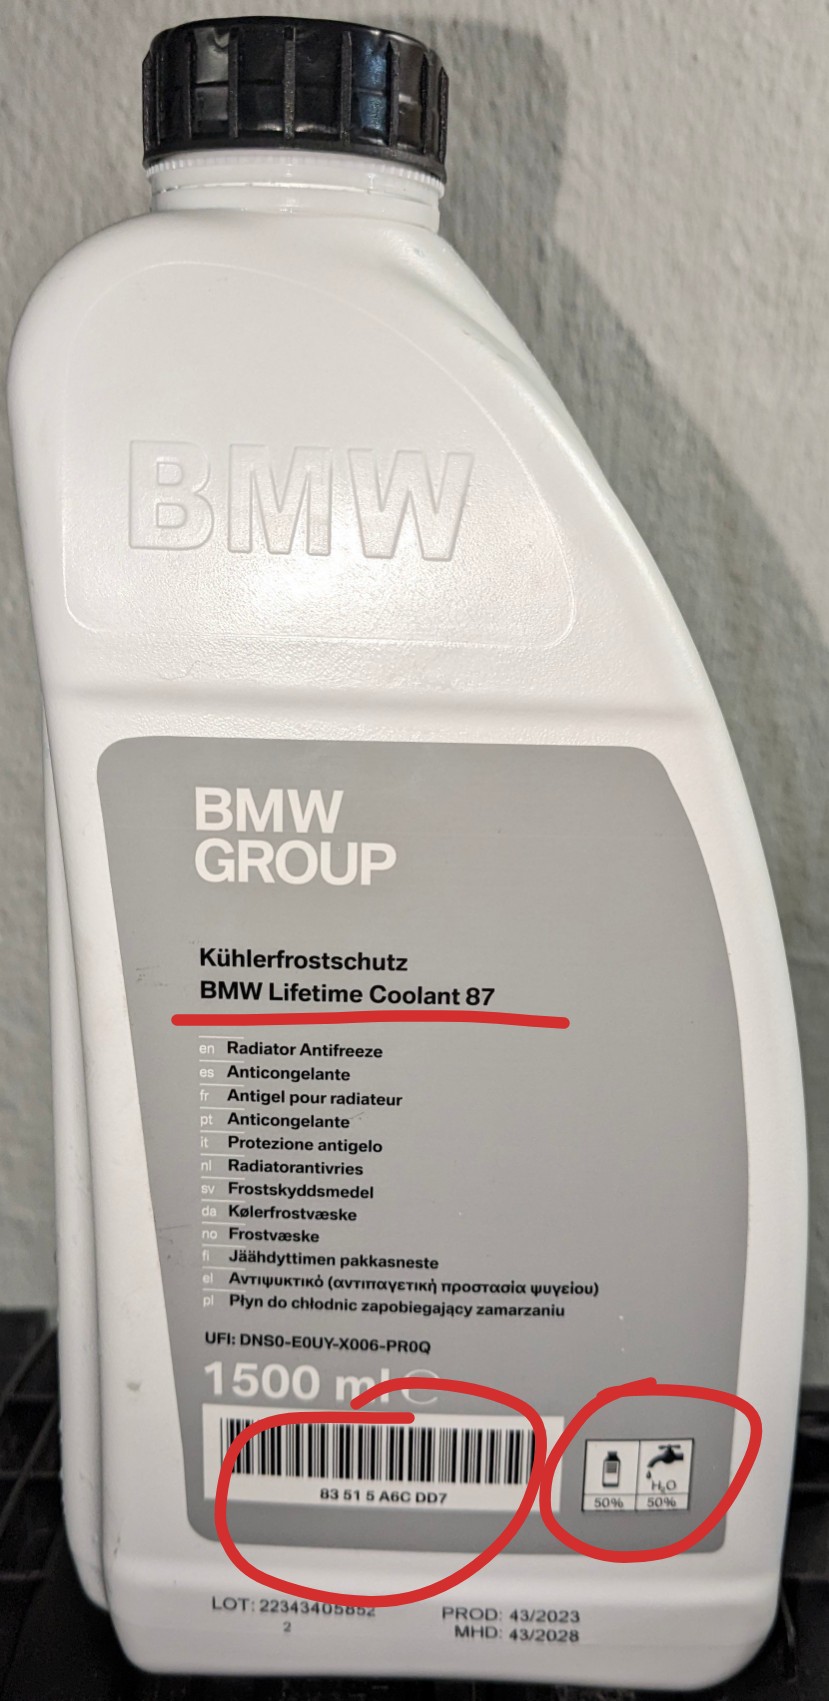 BMW
BMW
GROUP
Kühlerfrostschutz
BMW Lifetime Coolant 87
en Radiator Antifreeze
es Anticongelante
fr Antigel pour radiateur
pt Anticongelante
it Protezione antigelo
nl Radiatorantivries
sv Frostskyddsmedel
da Kølerfrostvæske
no Frostvæske
fi Jäähdyttimen pakkasneste
el Αντιψυκτικό (αντιπαγετική προστασία ψυγείου)
pl Płyn do chłodnic zapobiegający zamarzaniu
UFI: DNS0-E0UY-X006-PR0Q
1500 ml ℮
83 51 5 A6C DD7
H₂O
50% 50%
LOT: 22343405852 PROD: 43/2023
2 MHD: 43/2028